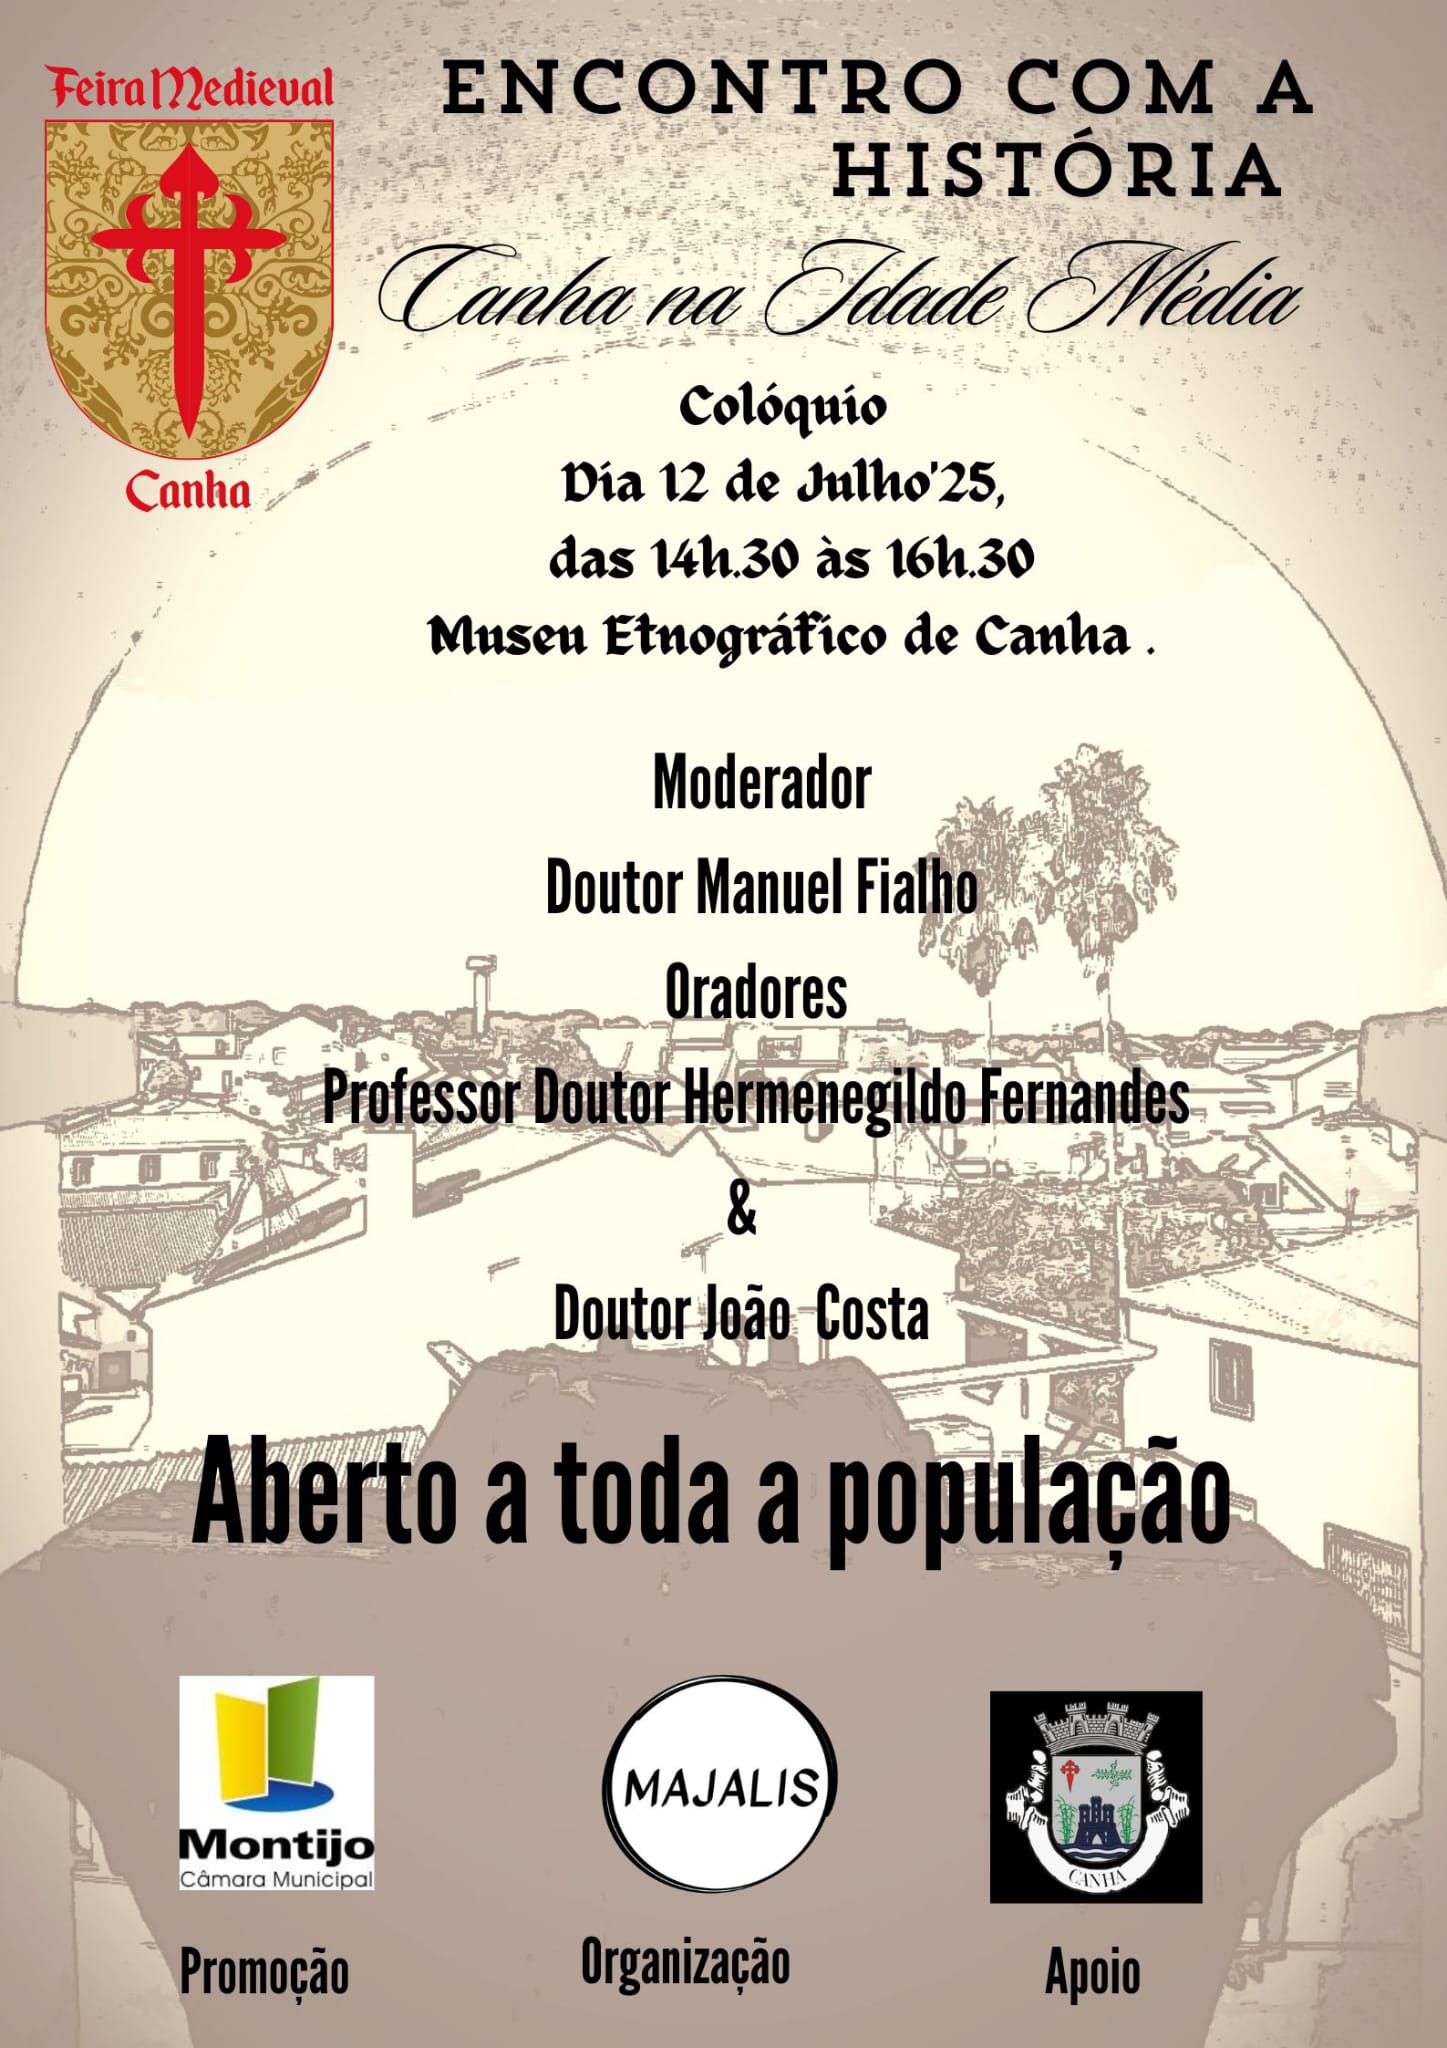 Feira Medieval
Canha
ENCONTRO COM A
HISTÓRIA
Canha na Idade Média
Colóquio
Dia 12 de Julho'25,
das 14h.30 às 16h.30
Museu Etnográfico de Canha .
Moderador
Doutor Manuel Fialho
Oradores
Professor Doutor Hermenegildo Fernandes
&
Doutor João Costa
Aberto a toda a população
Montijo
Câmara Municipal
MAJALIS
CANHA
Promoção
Organização
Apoio